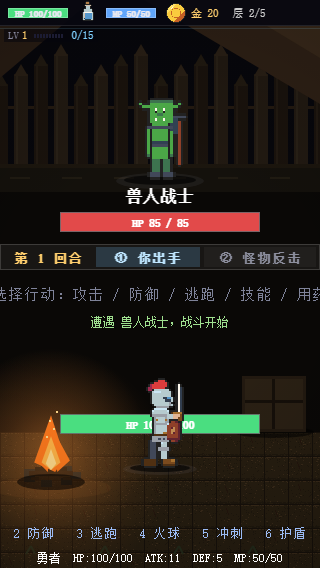 HP 100/100 HP 50/50 金 20 层 2/5
LV 1 0/15
兽人战士
HP 85 / 85
第 1 回合 ① 你出手 ② 怪物反击
选择行动: 攻击 / 防御 / 逃跑 / 技能 / 用药
遭遇 兽人战士，战斗开始
2 防御 3 逃跑 4 火球 5 冲刺 6 护盾
勇者 HP:100/100 ATK:11 DEF:5 MP:50/50